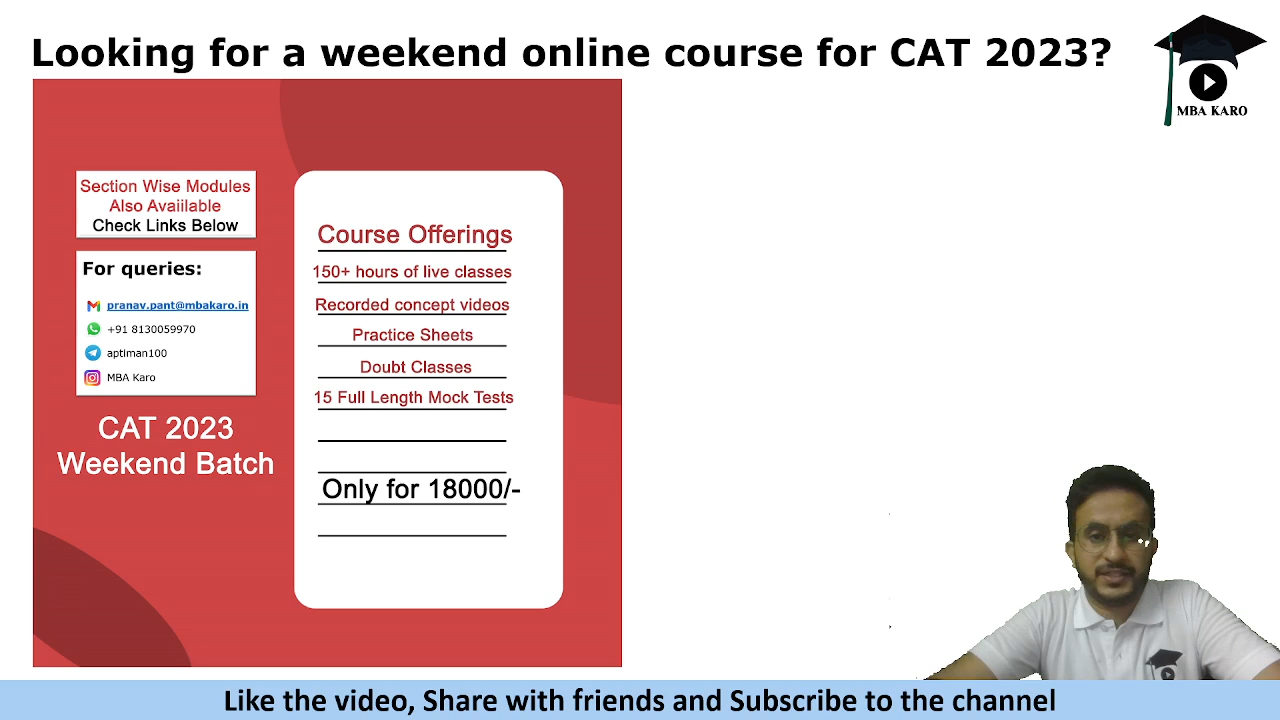 Looking for a weekend online course for CAT 2023?
MBA KARO
Section Wise Modules
Also Avaiilable
Check Links Below
For queries:
pranav.pant@mbakaro.in
+91 8130059970
aptiman100
MBA Karo
CAT 2023
Weekend Batch
Course Offerings
150+ hours of live classes
Recorded concept videos
Practice Sheets
Doubt Classes
15 Full Length Mock Tests
Only for 18000/-
Like the video, Share with friends and Subscribe to the channel